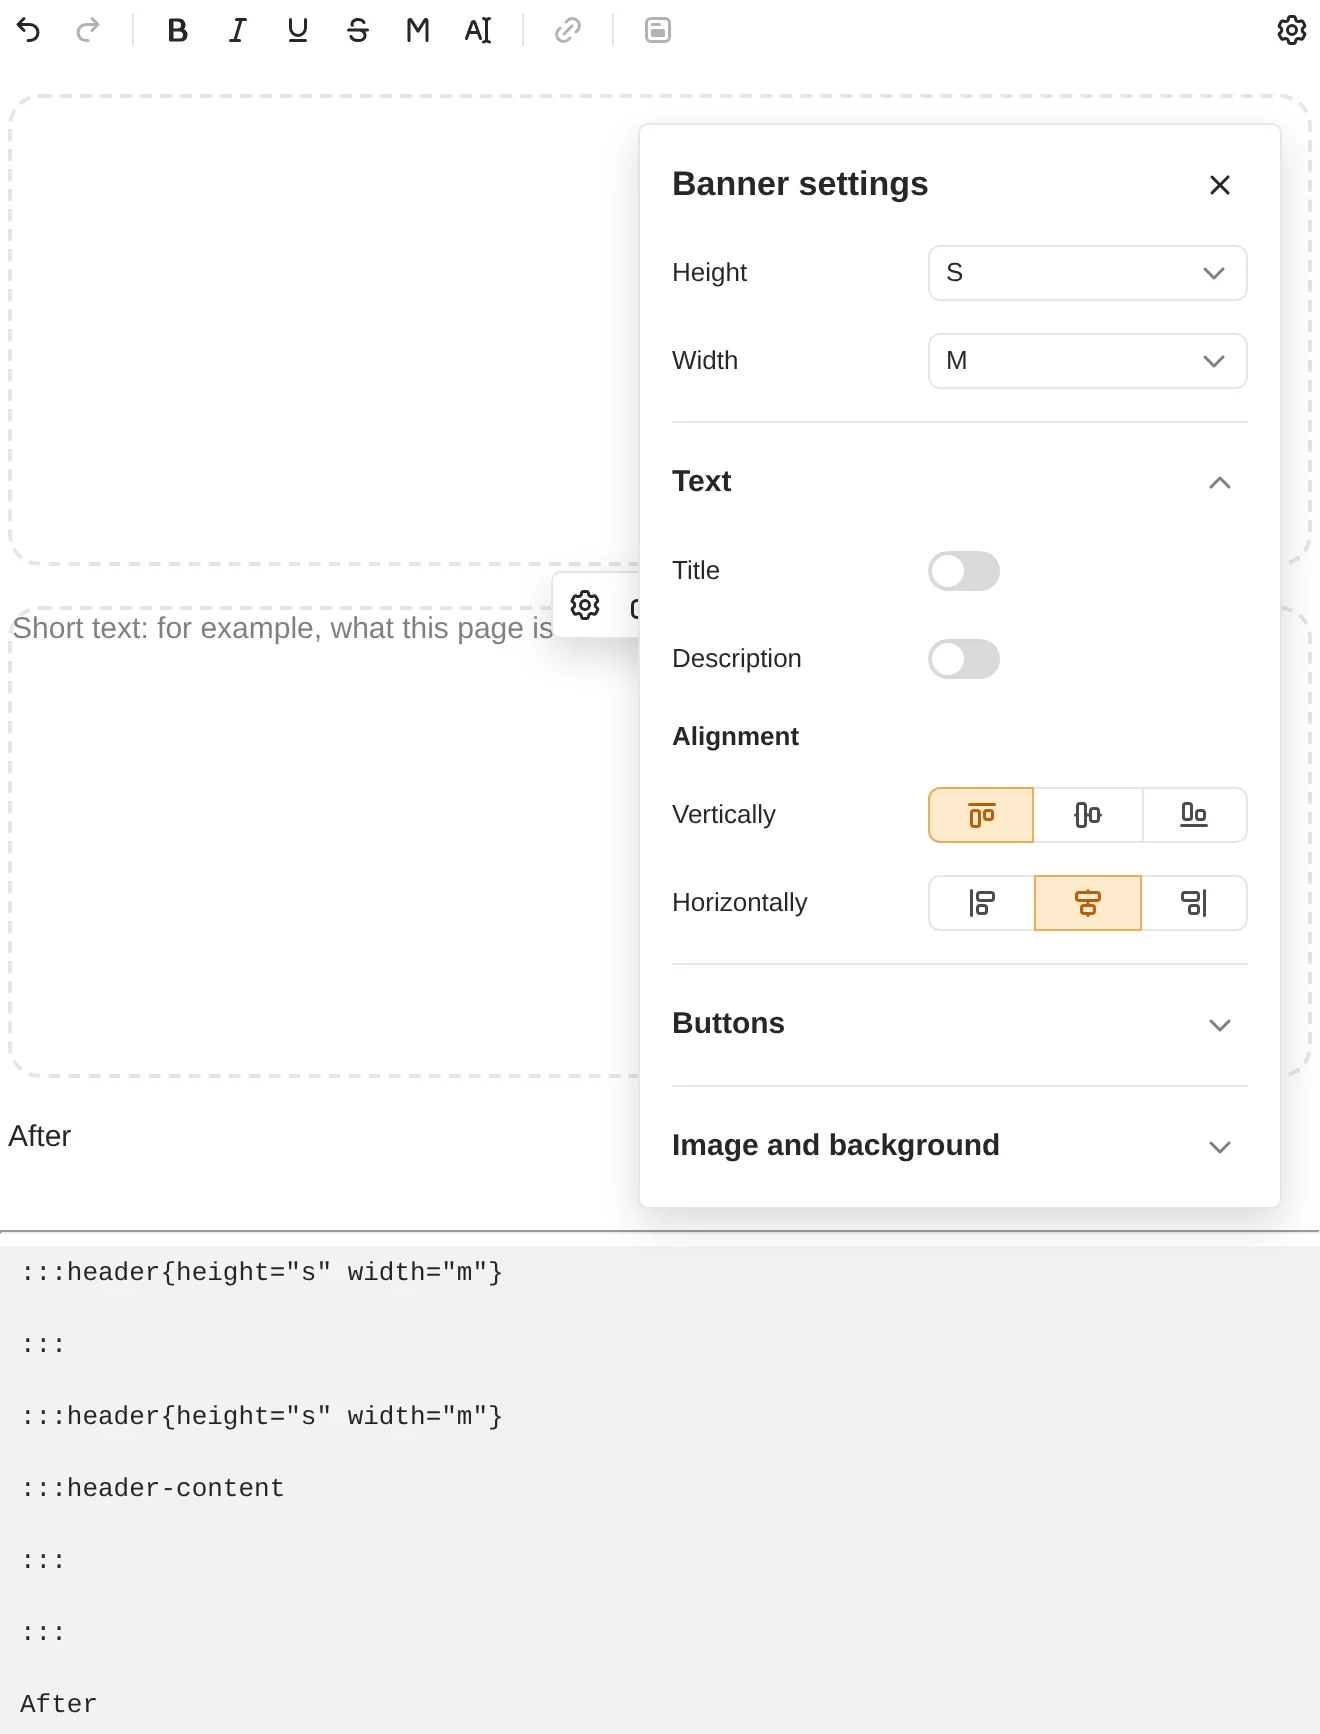 Banner settings
Height
S
Width
M
Text
Title
Short text: for example, what this page is
Description
Alignment
Vertically
Horizontally
Buttons
After
Image and background
:::header{height="s" width="m"}
:::
:::header{height="s" width="m"}
:::header-content
:::
:::
After